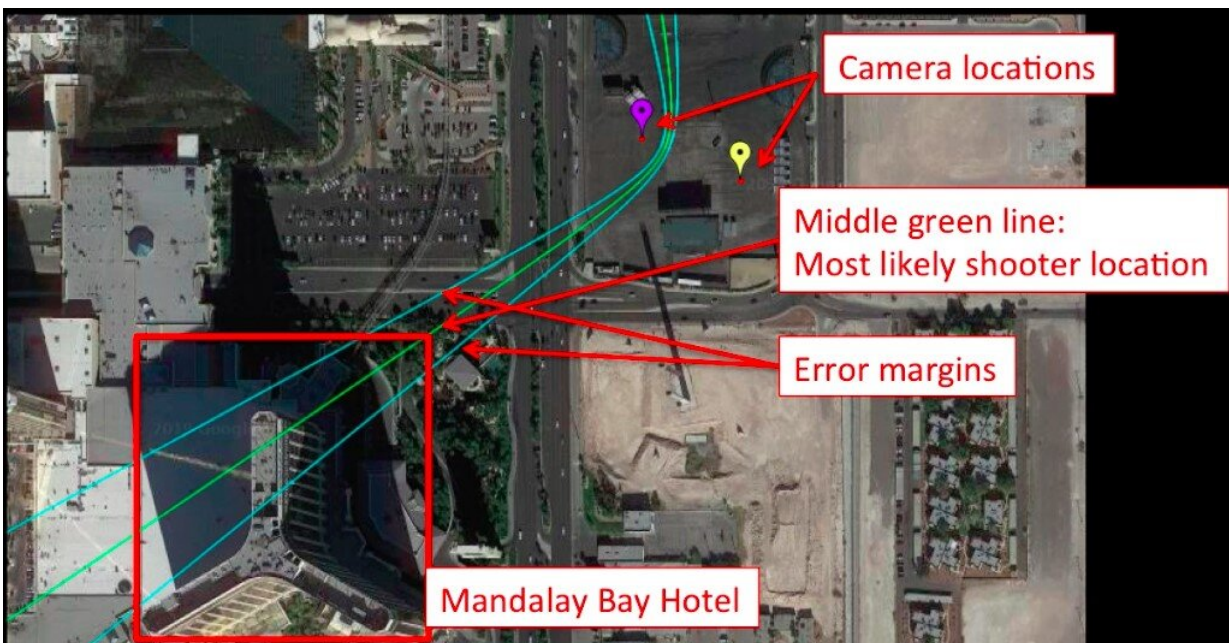 Camera locations
Middle green line:
Most likely shooter location
Error margins
Mandalay Bay Hotel